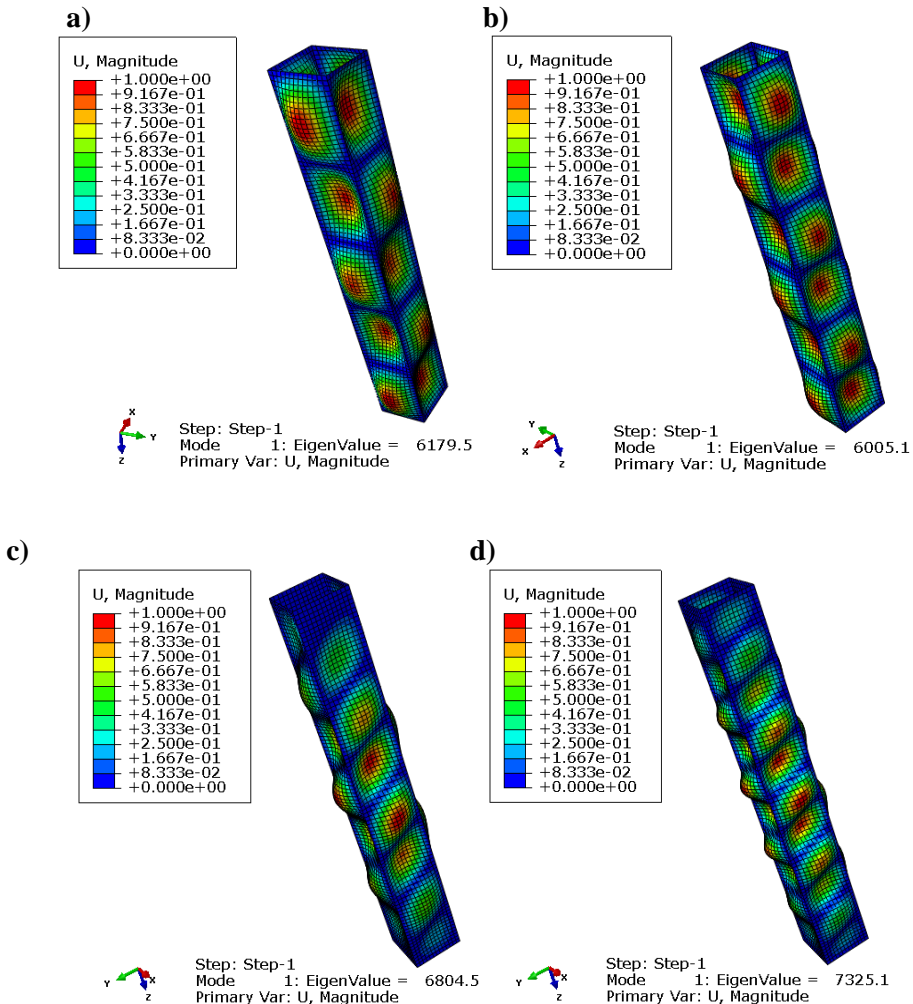 a)
U, Magnitude
+1.000e+00
+9.167e-01
+8.333e-01
+7.500e-01
+6.667e-01
+5.833e-01
+5.000e-01
+4.167e-01
+3.333e-01
+2.500e-01
+1.667e-01
+8.333e-02
+0.000e+00
X
Y
Z
Step: Step-1
Mode 1: EigenValue = 6179.5
Primary Var: U, Magnitude
b)
U, Magnitude
+1.000e+00
+9.167e-01
+8.333e-01
+7.500e-01
+6.667e-01
+5.833e-01
+5.000e-01
+4.167e-01
+3.333e-01
+2.500e-01
+1.667e-01
+8.333e-02
+0.000e+00
Y
X
Z
Step: Step-1
Mode 1: EigenValue = 6005.1
Primary Var: U, Magnitude
c)
U, Magnitude
+1.000e+00
+9.167e-01
+8.333e-01
+7.500e-01
+6.667e-01
+5.833e-01
+5.000e-01
+4.167e-01
+3.333e-01
+2.500e-01
+1.667e-01
+8.333e-02
+0.000e+00
Y
X
Z
Step: Step-1
Mode 1: EigenValue = 6804.5
Primary Var: U, Magnitude
d)
U, Magnitude
+1.000e+00
+9.167e-01
+8.333e-01
+7.500e-01
+6.667e-01
+5.833e-01
+5.000e-01
+4.167e-01
+3.333e-01
+2.500e-01
+1.667e-01
+8.333e-02
+0.000e+00
Y
X
Z
Step: Step-1
Mode 1: EigenValue = 7325.1
Primary Var: U, Magnitude